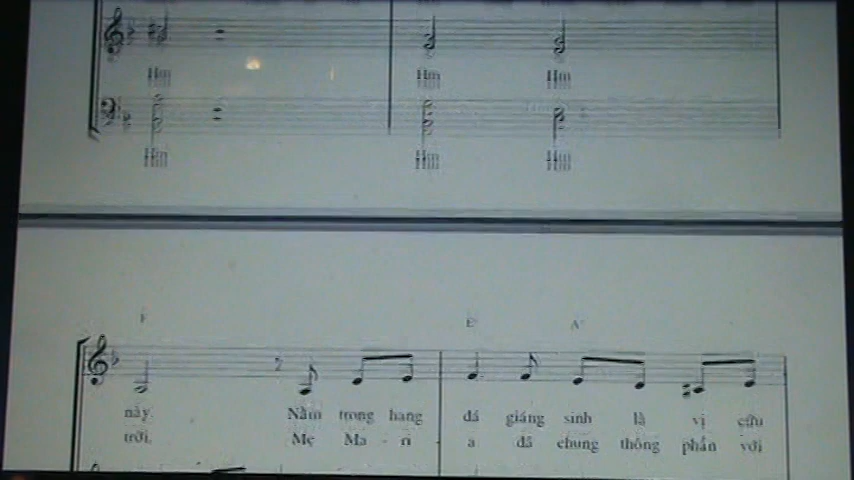 Hm Hm Hm
Hm Hm Hm
F E A
này. Nằm trong hang đá giáng sinh là vị cứu
trời. Mẹ Ma - ri a đã chung thông phần với